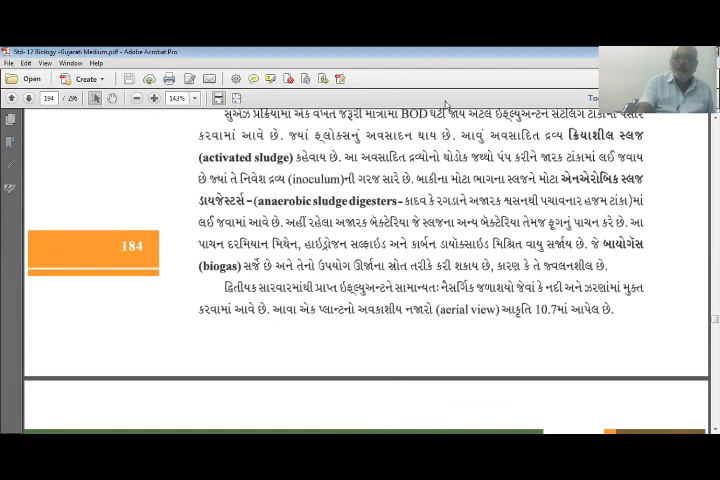 Std- 12 Biology -Gujarati Medium.pdf - Adobe Acrobat Pro
File Edit View Window Help
Open Create
194 / 296 143%
સુએઝ પ્રક્રિયામાં એક વખત જરૂરી માત્રામાં BOD ઘટી જાય એટલે ઇફ્લ્યુઅન્ટને સેટલિંગ ટાંકામાં પસાર
કરવામાં આવે છે. જ્યાં ફ્લોક્સનું અવસાદન થાય છે. આવું અવસાદિત દ્રવ્ય ક્રિયાશીલ સ્લજ
(activated sludge) કહેવાય છે. આ અવસાદિત દ્રવ્યોનો થોડોક જથ્થો પંપ કરીને જારક ટાંકામાં લઈ જવાય
છે જ્યાં તે નિવેશ દ્રવ્ય (inoculum)ની ગરજ સારે છે. બાકીના મોટા ભાગના સ્લજને મોટા એનએરોબિક સ્લજ
ડાયજેસ્ટર્સ – (anaerobic sludge digesters – કાદવ કે રગડાને અજારક શ્વસનથી પચાવનાર હજમ ટાંકા)માં
લઈ જવામાં આવે છે. અહીં રહેલા અજારક બૅક્ટેરિયા જે સ્લજના અન્ય બૅક્ટેરિયા તેમજ ફૂગનું પાચન કરે છે. આ
184
પાચન દરમિયાન મિથેન, હાઇડ્રોજન સલ્ફાઇડ અને કાર્બન ડાયૉક્સાઇડ મિશ્રિત વાયુ સર્જાય છે. જે બાયોગૅસ
(biogas) સર્જે છે અને તેનો ઉપયોગ ઊર્જાના સ્રોત તરીકે કરી શકાય છે, કારણ કે તે જ્વલનશીલ છે.
દ્વિતીયક સારવારમાંથી પ્રાપ્ત ઇફ્લ્યુઅન્ટને સામાન્યતઃ નૈસર્ગિક જળાશયો જેવાં કે નદી અને ઝરણાંમાં મુક્ત
કરવામાં આવે છે. આવા એક પ્લાન્ટનો અવકાશીય નજારો (aerial view) આકૃતિ 10.7માં આપેલ છે.